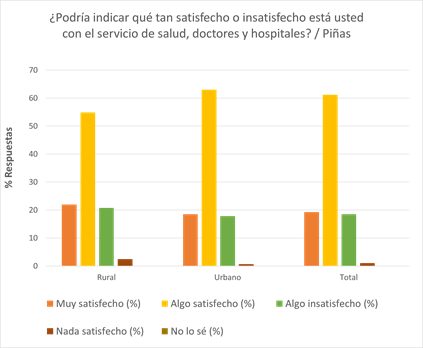 ¿Podría indicar qué tan satisfecho o insatisfecho está usted
con el servicio de salud, doctores y hospitales? / Piñas
70
60
50
40
30
20
10
0
% Respuestas
Rural
Urbano
Total
Muy satisfecho (%)
Algo satisfecho (%)
Algo insatisfecho (%)
Nada satisfecho (%)
No lo sé (%)